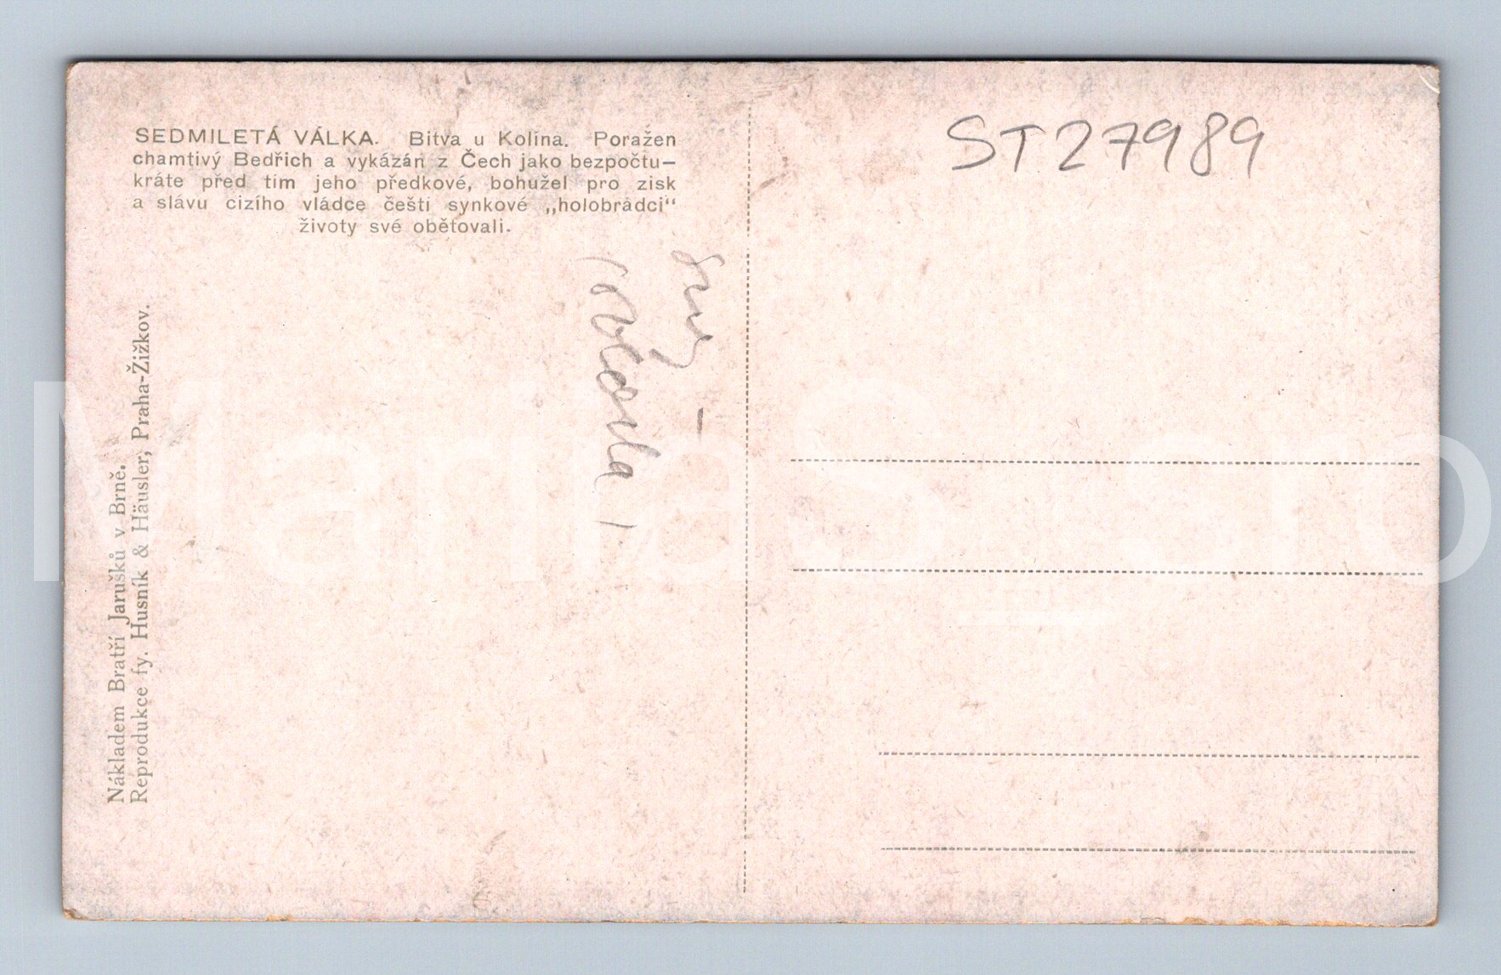 SEDMILETÁ VÁLKA. Bitva u Kolína. Poražen
chamtivý Bedřich a vykázán z Čech jako bezpočtu–
kráte před tím jeho předkové, bohužel pro zisk
a slávu cizího vládce čeští synkové „holobrádci“
životy své obětovali.
ST27989
Nákladem Bratří Jarušků v Brně.
Reprodukce fy. Husník & Häusler, Praha-Žižkov.